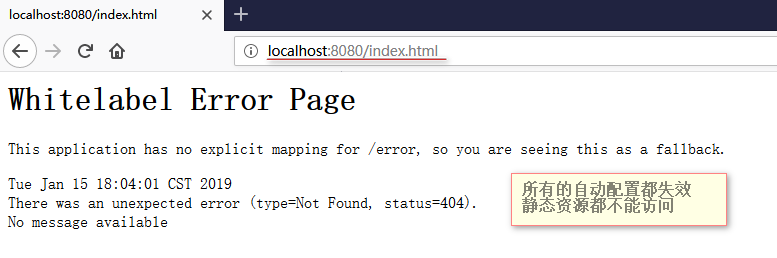 localhost:8080/index.html
localhost:8080/index.html
Whitelabel Error Page
This application has no explicit mapping for /error, so you are seeing this as a fallback.
Tue Jan 15 18:04:01 CST 2019
There was an unexpected error (type=Not Found, status=404).
No message available
所有的自动配置都失效
静态资源都不能访问